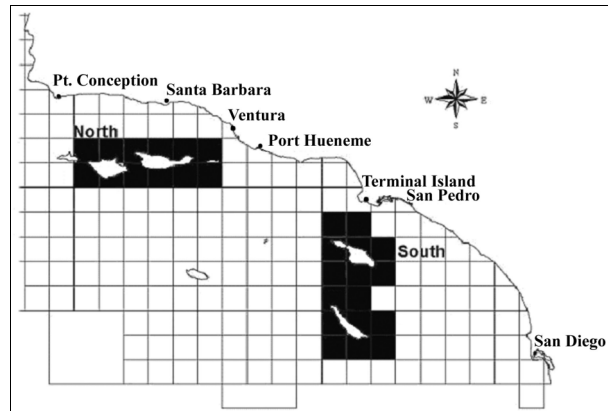 Pt. Conception
Santa Barbara
Ventura
North
Port Hueneme
Terminal Island
San Pedro
South
San Diego
N
W E
S